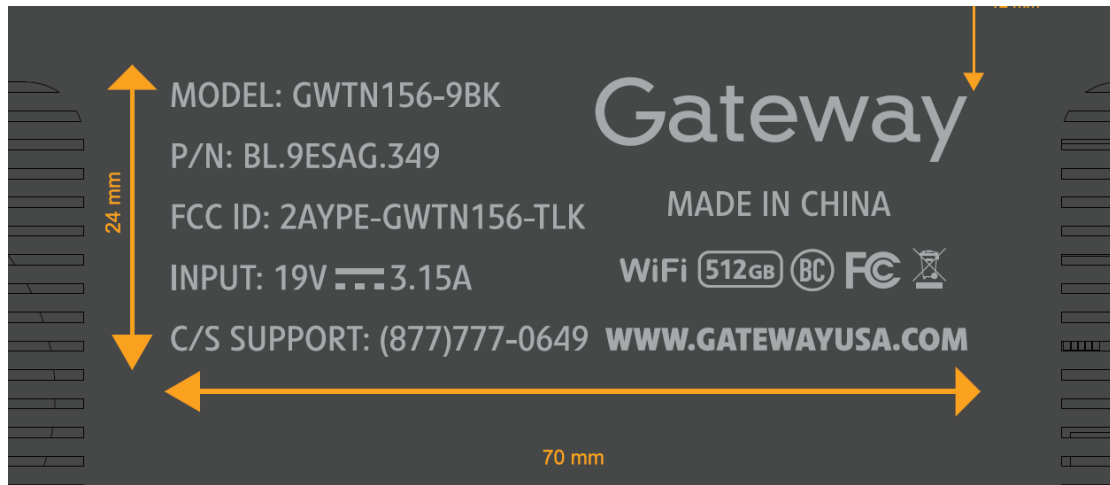 MODEL: GWTN156-9BK
P/N: BL.9ESAG.349
FCC ID: 2AYPE-GWTN156-TLK
INPUT: 19V 3.15A
C/S SUPPORT: (877)777-0649
Gateway
MADE IN CHINA
WiFi 512GB BC FC
WWW.GATEWAYUSA.COM
24 mm
70 mm